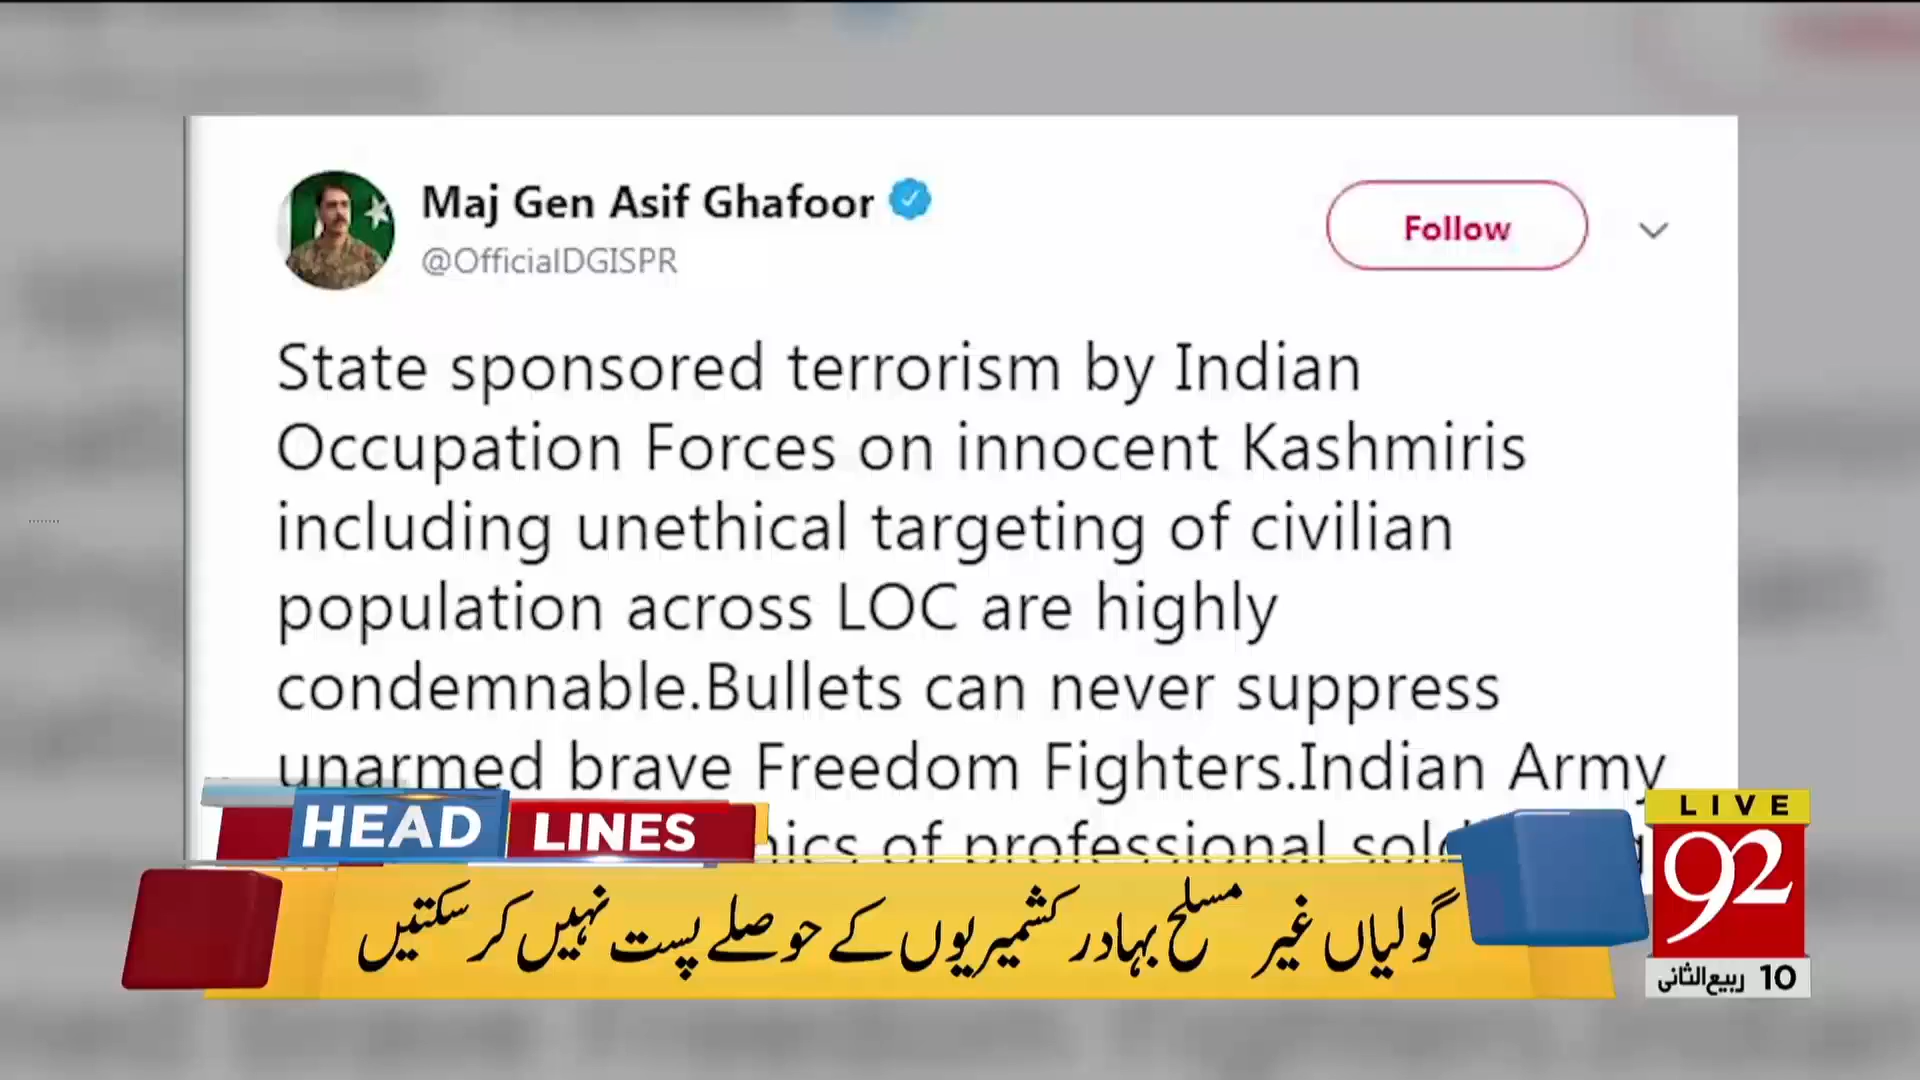 Maj Gen Asif Ghafoor
@OfficialDGISPR
Follow
State sponsored terrorism by Indian
Occupation Forces on innocent Kashmiris
including unethical targeting of civilian
population across LOC are highly
condemnable.Bullets can never suppress
unarmed brave Freedom Fighters.Indian Army
of professional
HEAD LINES
گولیاں غیر مسلح بہادر کشمیریوں کے حوصلے پست نہیں کر سکتیں
LIVE
92
10 ربیع الثانی